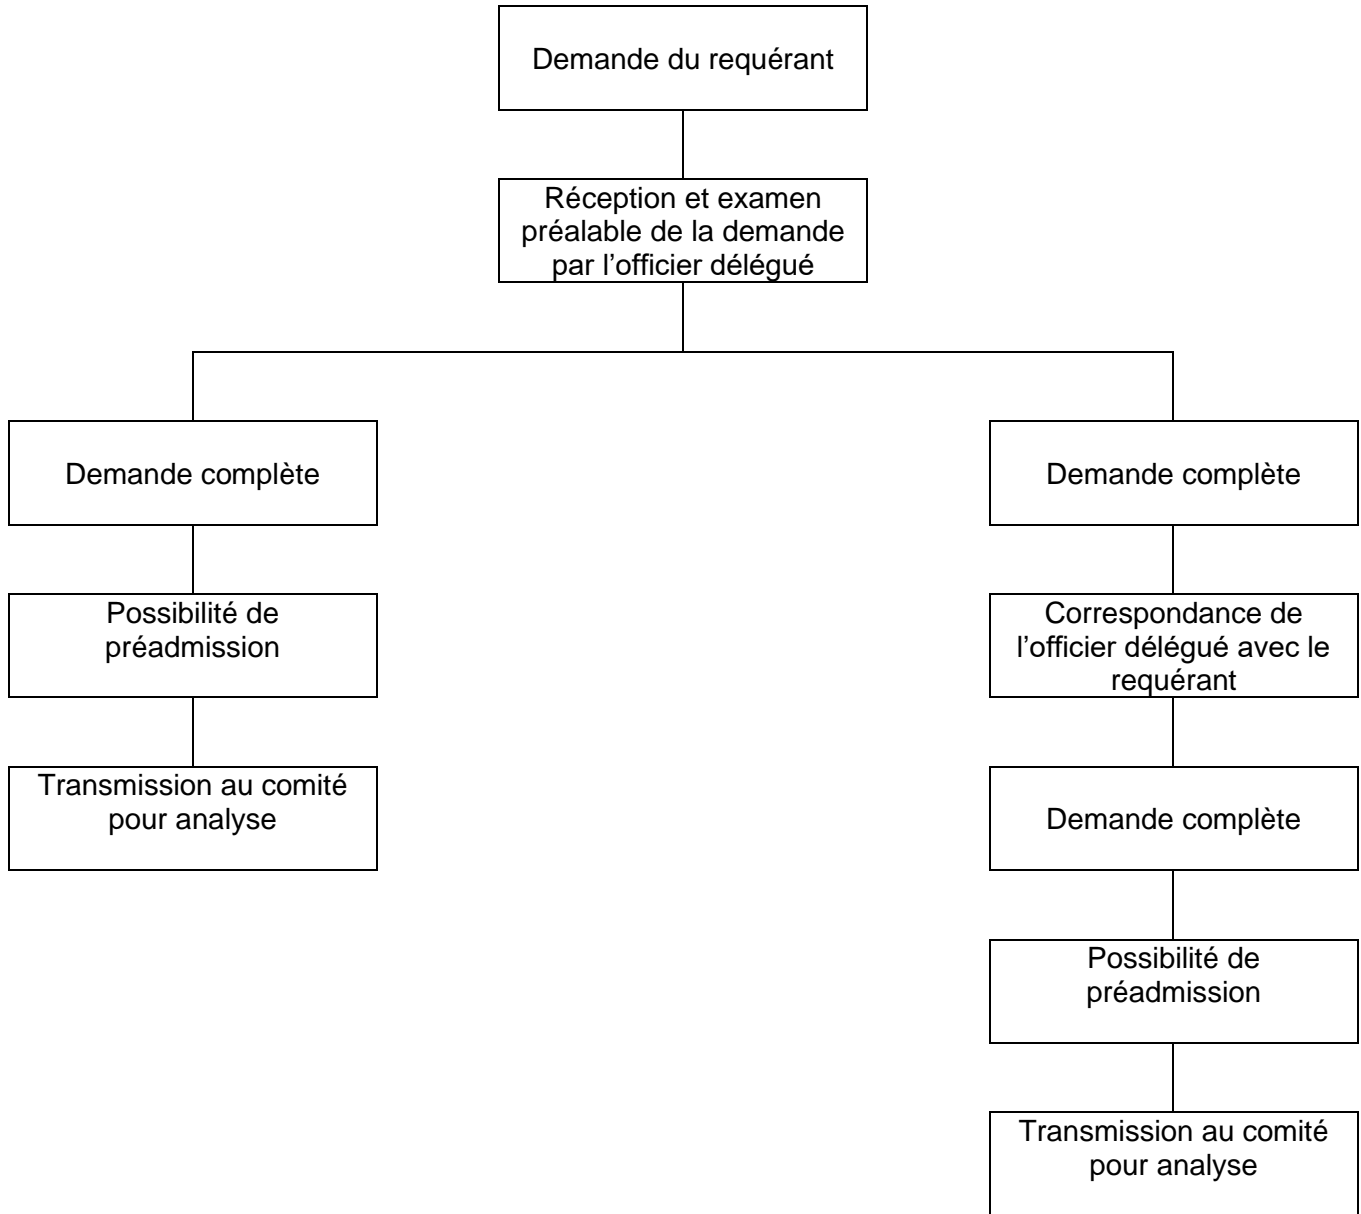 Demande du requérant
Réception et examen
préalable de la demande
par l’officier délégué
Demande complète
Possibilité de
préadmission
Transmission au comité
pour analyse
Demande complète
Correspondance de
l’officier délégué avec le
requérant
Demande complète
Possibilité de
préadmission
Transmission au comité
pour analyse